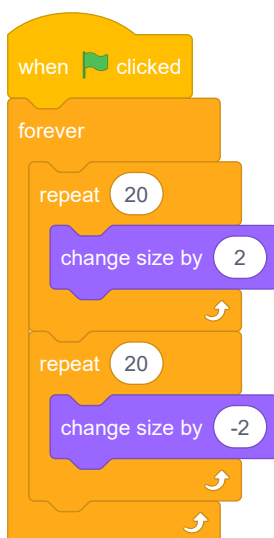 when clicked
forever
repeat 20
change size by 2
repeat 20
change size by -2